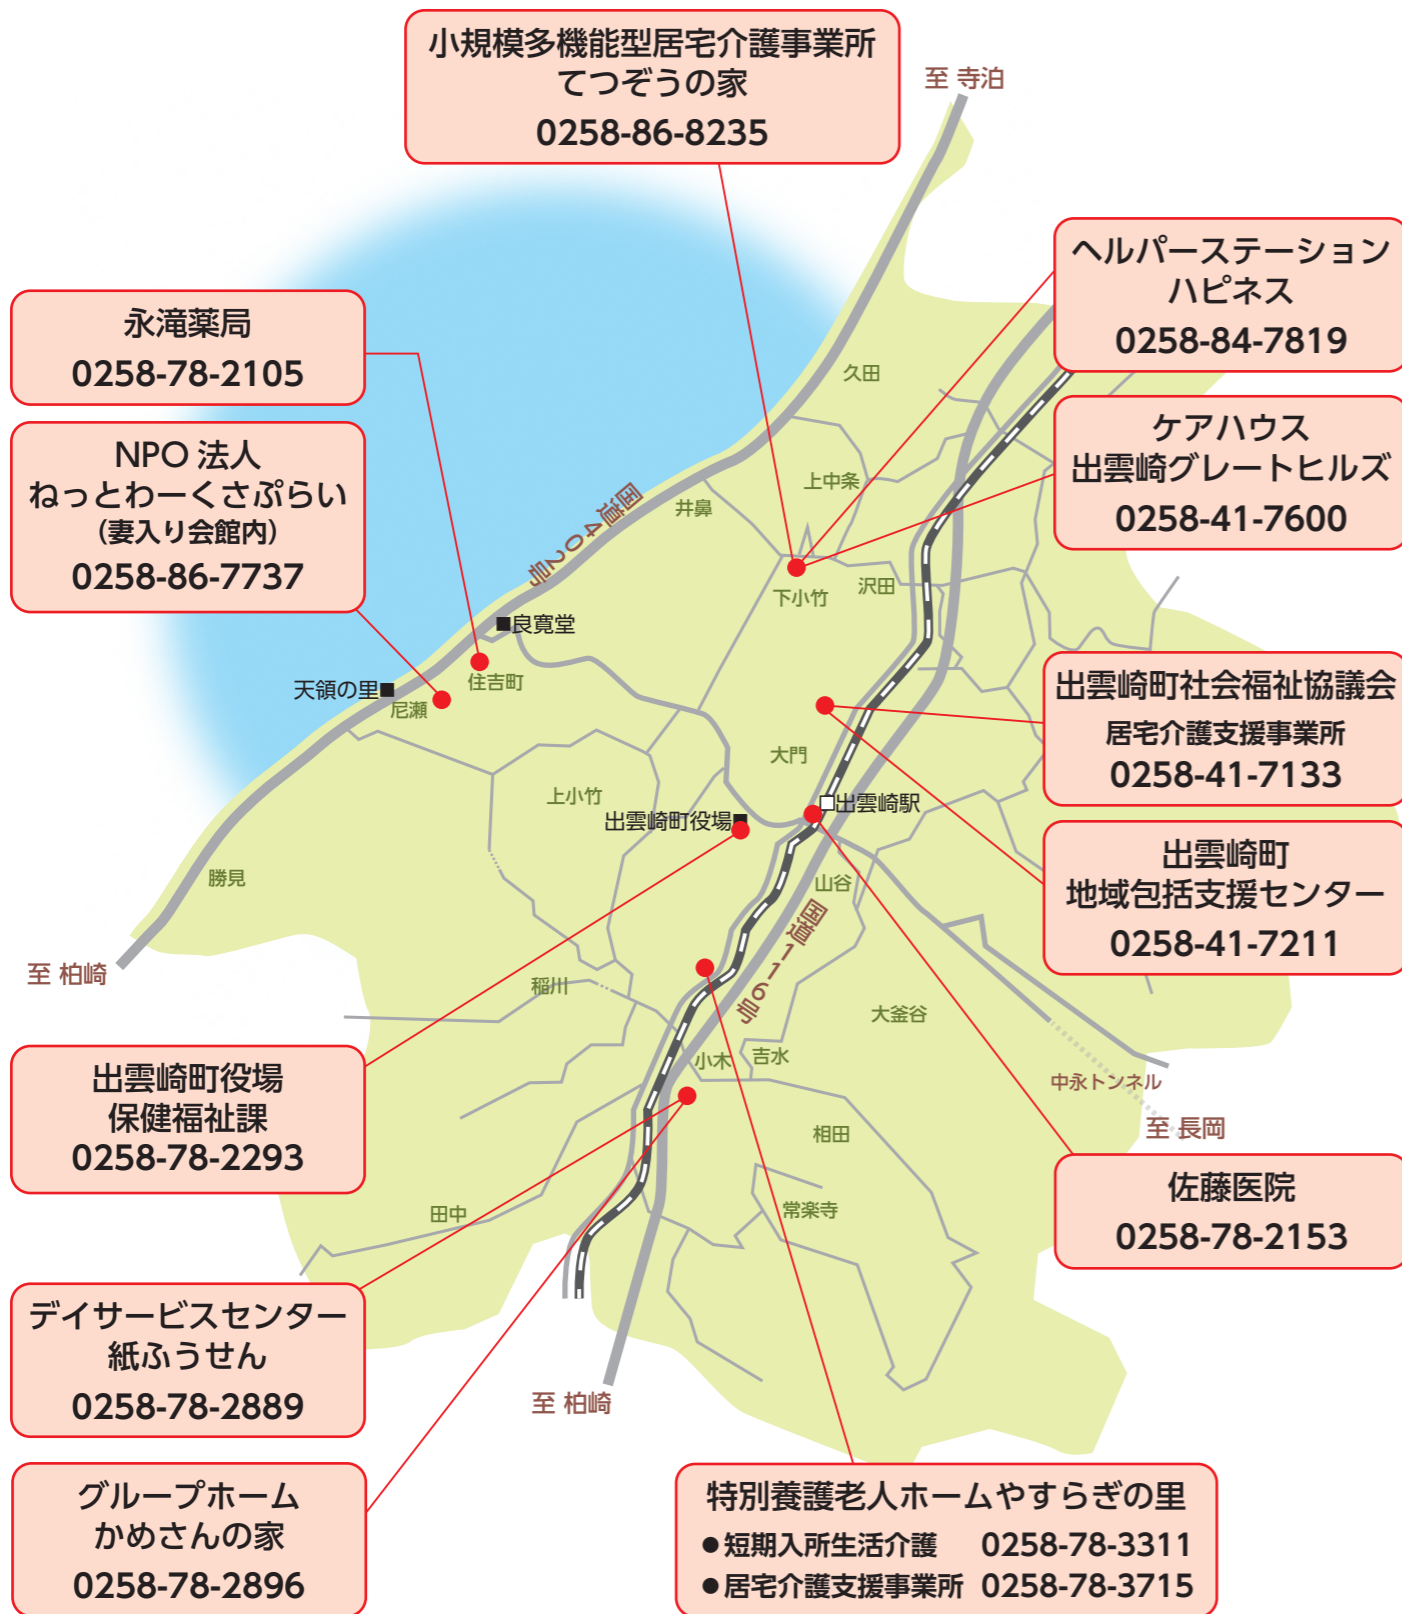 小規模多機能型居宅介護事業所
てつぞうの家
0258-86-8235
至 寺泊
ヘルパーステーション
ハピネス
0258-84-7819
永滝薬局
0258-78-2105
久田
ケアハウス
出雲崎グレートヒルズ
0258-41-7600
NPO 法人
ねっとわーくさぷらい
（妻入り会館内）
0258-86-7737
上中条
井鼻
国道402号
沢田
下小竹
■良寛堂
住吉町
天領の里■
尼瀬
出雲崎町社会福祉協議会
居宅介護支援事業所
0258-41-7133
大門
上小竹
□出雲崎駅
出雲崎町役場■
出雲崎町
地域包括支援センター
0258-41-7211
勝見
山谷
国道116号
至 柏崎
稲川
大釜谷
小木
吉水
中永トンネル
至 長岡
出雲崎町役場
保健福祉課
0258-78-2293
相田
佐藤医院
0258-78-2153
田中
常楽寺
デイサービスセンター
紙ふうせん
0258-78-2889
至 柏崎
グループホーム
かめさんの家
0258-78-2896
特別養護老人ホームやすらぎの里
●短期入所生活介護 0258-78-3311
●居宅介護支援事業所 0258-78-3715